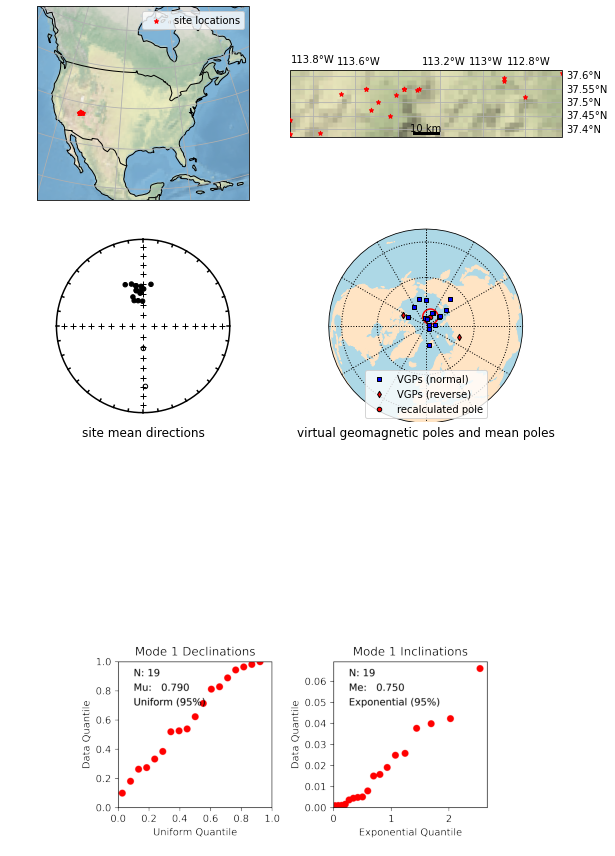 site locations
113.8°W 113.6°W 113.2°W 113°W 112.8°W
37.6°N
37.55°N
37.5°N
37.45°N
37.4°N
10 km
VGPs (normal)
VGPs (reverse)
recalculated pole
site mean directions
virtual geomagnetic poles and mean poles
Mode 1 Declinations
N: 19
Mu: 0.790
Uniform (95%)
1.0
0.8
0.6
0.4
0.2
0.0
Data Quantile
0.0 0.2 0.4 0.6 0.8 1.0
Uniform Quantile
Mode 1 Inclinations
N: 19
Me: 0.750
Exponential (95%)
0.06
0.05
0.04
0.03
0.02
0.01
0.00
Data Quantile
0 1 2
Exponential Quantile